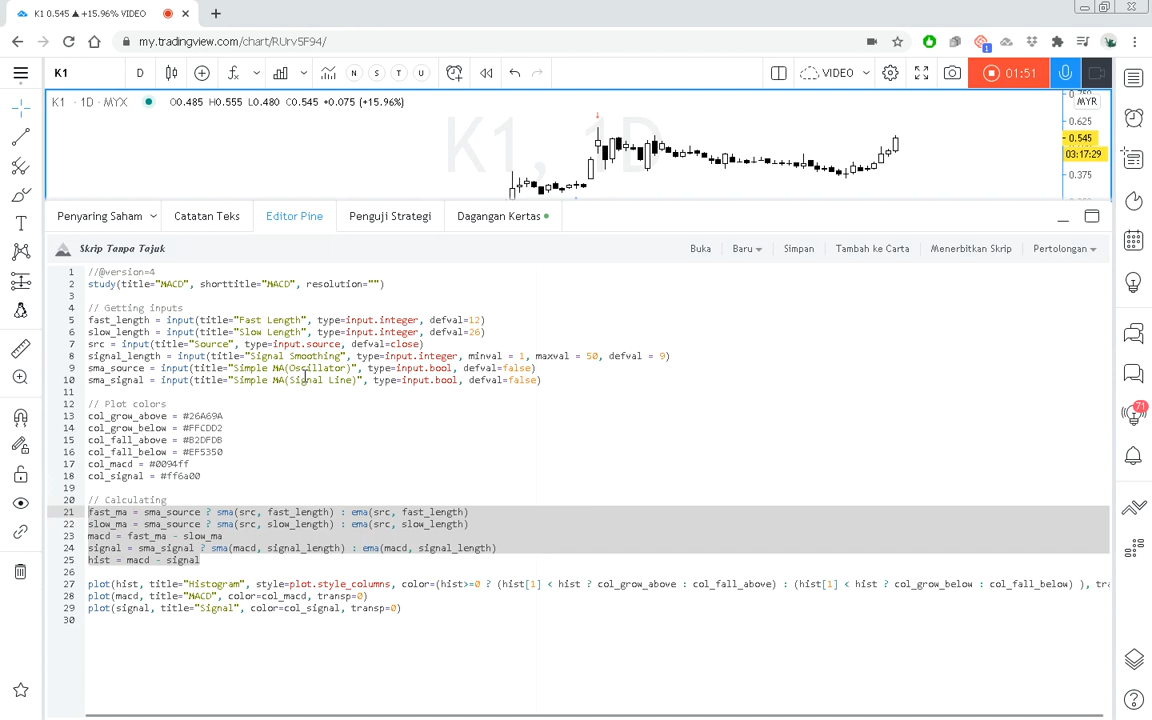 K1 0.545 ▲ +15.96% VIDEO
my.tradingview.com/chart/RUrv5F94/
1
K1
D
N
S
T
U
VIDEO
01:51
K1 · 1D · MYX
O0.485 H0.555 L0.480 C0.545 +0.075 (+15.96%)
K1, 1D
0.750
MYR
0.625
0.545
03:17:29
0.375
Penyaring Saham
Catatan Teks
Editor Pine
Penguji Strategi
Dagangan Kertas
Skrip Tanpa Tajuk
Buka
Baru
Simpan
Tambah ke Carta
Menerbitkan Skrip
Pertolongan
1 //@version=4
2 study(title="MACD", shorttitle="MACD", resolution="")
3
4 // Getting inputs
5 fast_length = input(title="Fast Length", type=input.integer, defval=12)
6 slow_length = input(title="Slow Length", type=input.integer, defval=26)
7 src = input(title="Source", type=input.source, defval=close)
8 signal_length = input(title="Signal Smoothing", type=input.integer, minval = 1, maxval = 50, defval = 9)
9 sma_source = input(title="Simple MA(Oscillator)", type=input.bool, defval=false)
10 sma_signal = input(title="Simple MA(Signal Line)", type=input.bool, defval=false)
11
12 // Plot colors
13 col_grow_above = #26A69A
14 col_grow_below = #FFCDD2
15 col_fall_above = #B2DFDB
16 col_fall_below = #EF5350
17 col_macd = #0094ff
18 col_signal = #ff6a00
19
20 // Calculating
21 fast_ma = sma_source ? sma(src, fast_length) : ema(src, fast_length)
22 slow_ma = sma_source ? sma(src, slow_length) : ema(src, slow_length)
23 macd = fast_ma - slow_ma
24 signal = sma_signal ? sma(macd, signal_length) : ema(macd, signal_length)
25 hist = macd - signal
26
27 plot(hist, title="Histogram", style=plot.style_columns, color=(hist>=0 ? (hist[1] < hist ? col_grow_above : col_fall_above) : (hist[1] < hist ? col_grow_below : col_fall_below) ), tra
28 plot(macd, title="MACD", color=col_macd, transp=0)
29 plot(signal, title="Signal", color=col_signal, transp=0)
30
71